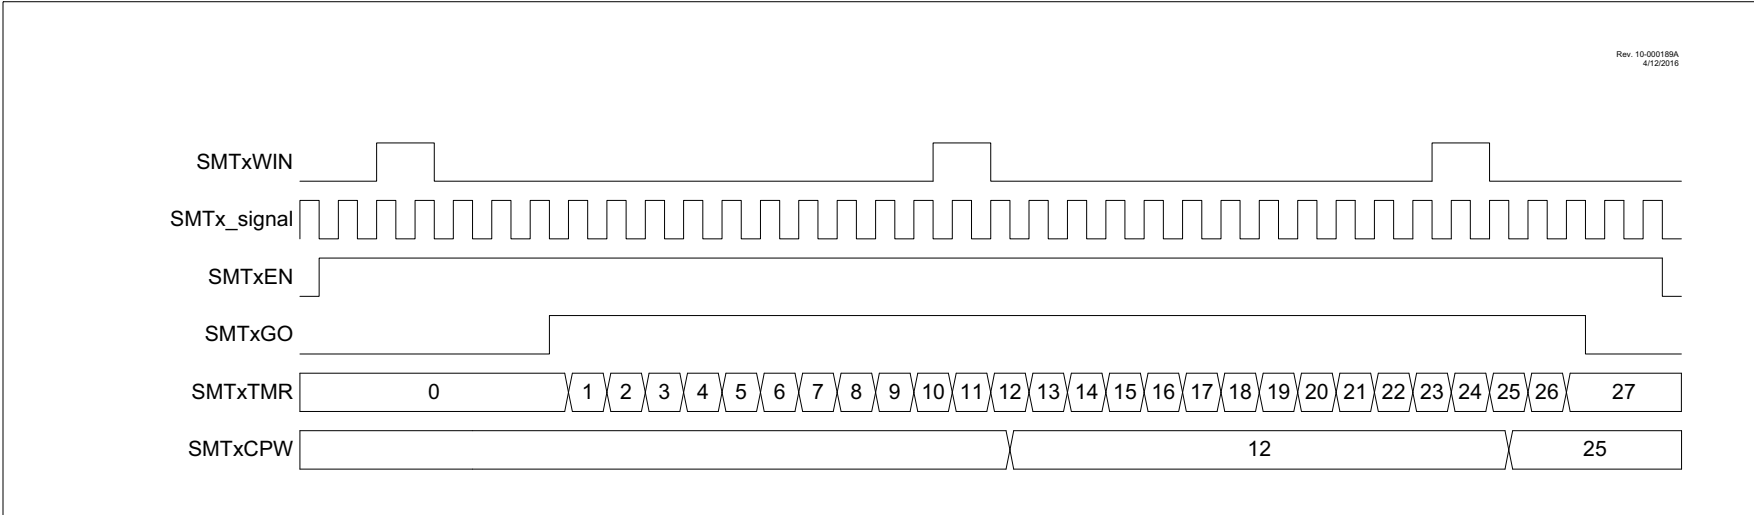 Rev. 10-000189A
4/12/2016
SMTxWIN
SMTx_signal
SMTxEN
SMTxGO
SMTxTMR 0 1 2 3 4 5 6 7 8 9 10 11 12 13 14 15 16 17 18 19 20 21 22 23 24 25 26 27
SMTxCPW 12 25